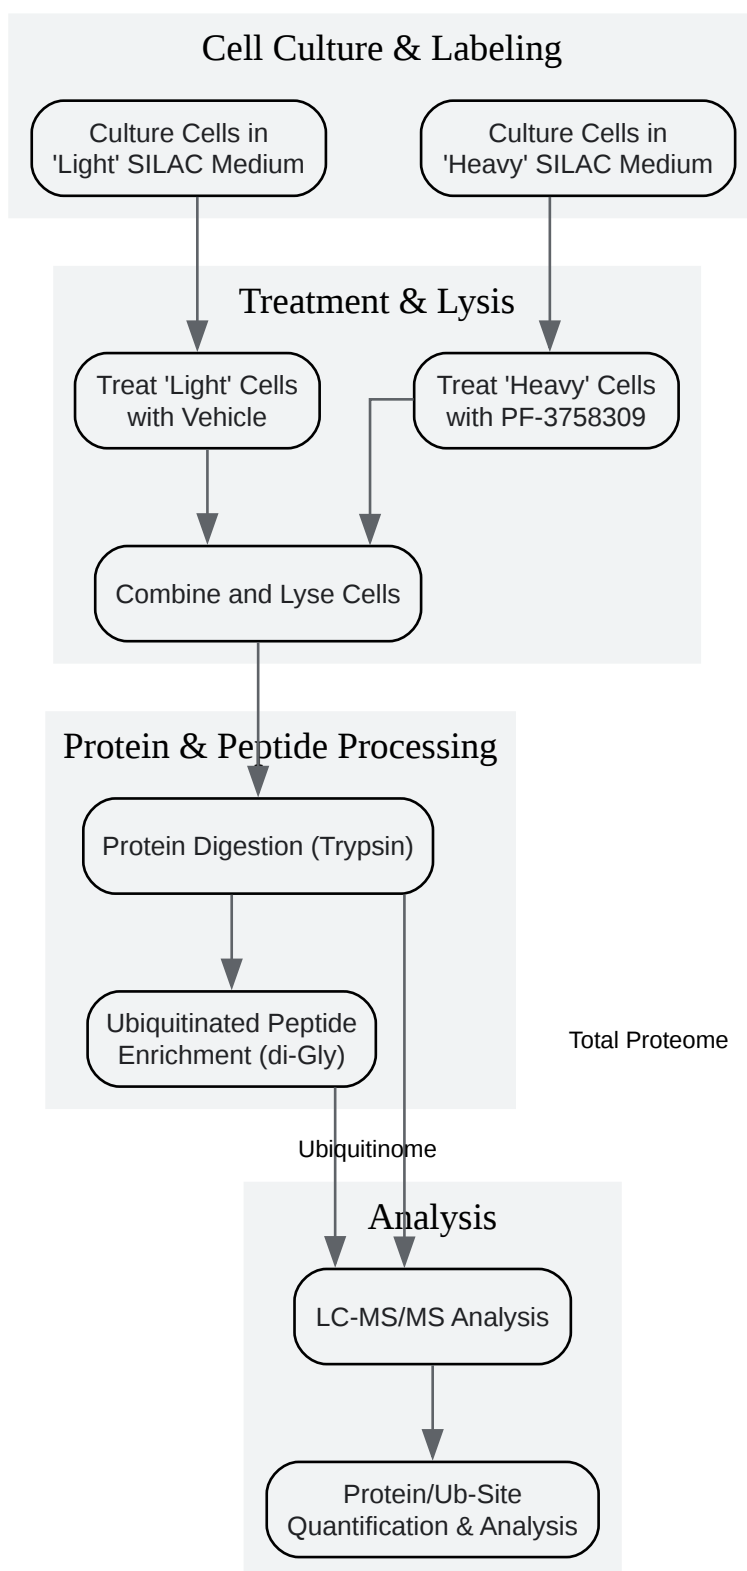 Cell Culture & Labeling
Culture Cells in
'Light' SILAC Medium
Culture Cells in
'Heavy' SILAC Medium
Treatment & Lysis
Treat 'Light' Cells
with Vehicle
Treat 'Heavy' Cells
with PF-3758309
Combine and Lyse Cells
Protein & Peptide Processing
Protein Digestion (Trypsin)
Ubiquitinated Peptide
Enrichment (di-Gly)
Total Proteome
Ubiquitinome
Analysis
LC-MS/MS Analysis
Protein/Ub-Site
Quantification & Analysis